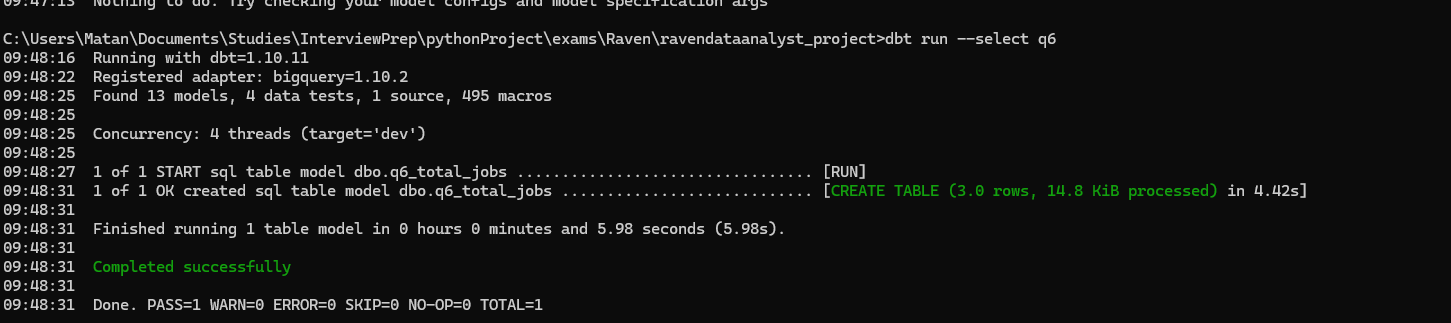 09:47:13  Nothing to do. Try checking your model configs and model specification args
C:\Users\Matan\Documents\Studies\InterviewPrep\pythonProject\exams\Raven\ravendataanalyst_project>dbt run --select q6
09:48:16  Running with dbt=1.10.11
09:48:22  Registered adapter: bigquery=1.10.2
09:48:25  Found 13 models, 4 data tests, 1 source, 495 macros
09:48:25
09:48:25  Concurrency: 4 threads (target='dev')
09:48:25
09:48:27  1 of 1 START sql table model dbo.q6_total_jobs ................................ [RUN]
09:48:31  1 of 1 OK created sql table model dbo.q6_total_jobs ........................... [CREATE TABLE (3.0 rows, 14.8 KiB processed) in 4.42s]
09:48:31
09:48:31  Finished running 1 table model in 0 hours 0 minutes and 5.98 seconds (5.98s).
09:48:31
09:48:31  Completed successfully
09:48:31
09:48:31  Done. PASS=1 WARN=0 ERROR=0 SKIP=0 NO-OP=0 TOTAL=1